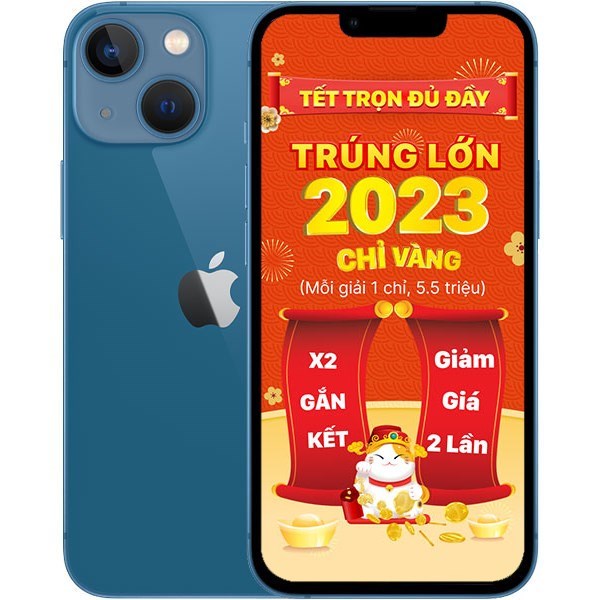 TẾT TRỌN ĐỦ ĐẦY
TRÚNG LỚN
2023
CHỈ VÀNG
(Mỗi giải 1 chỉ, 5.5 triệu)
X2
GẮN
KẾT
Giảm
Giá
2 Lần